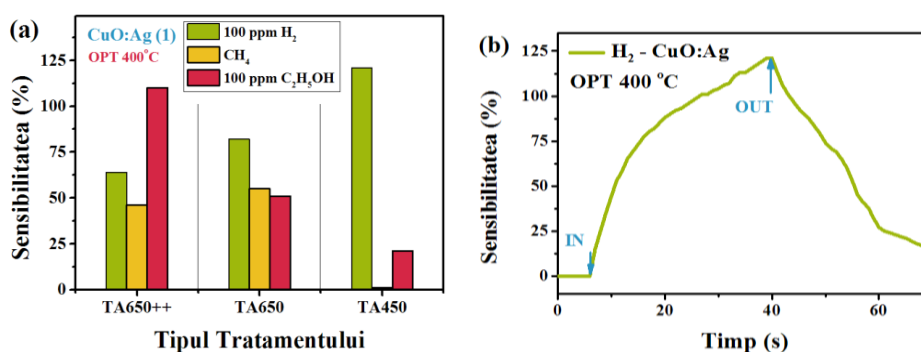 (a)
CuO:Ag (1)
OPT 400°C
100 ppm H₂
CH₄
100 ppm C₂H₅OH
125
100
75
50
25
0
Sensibilitatea (%)
TA650++ TA650 TA450
Tipul Tratamentului
(b)
H₂ - CuO:Ag
OPT 400 °C
OUT
IN
125
100
75
50
25
0
Sensibilitatea (%)
0 20 40 60
Timp (s)